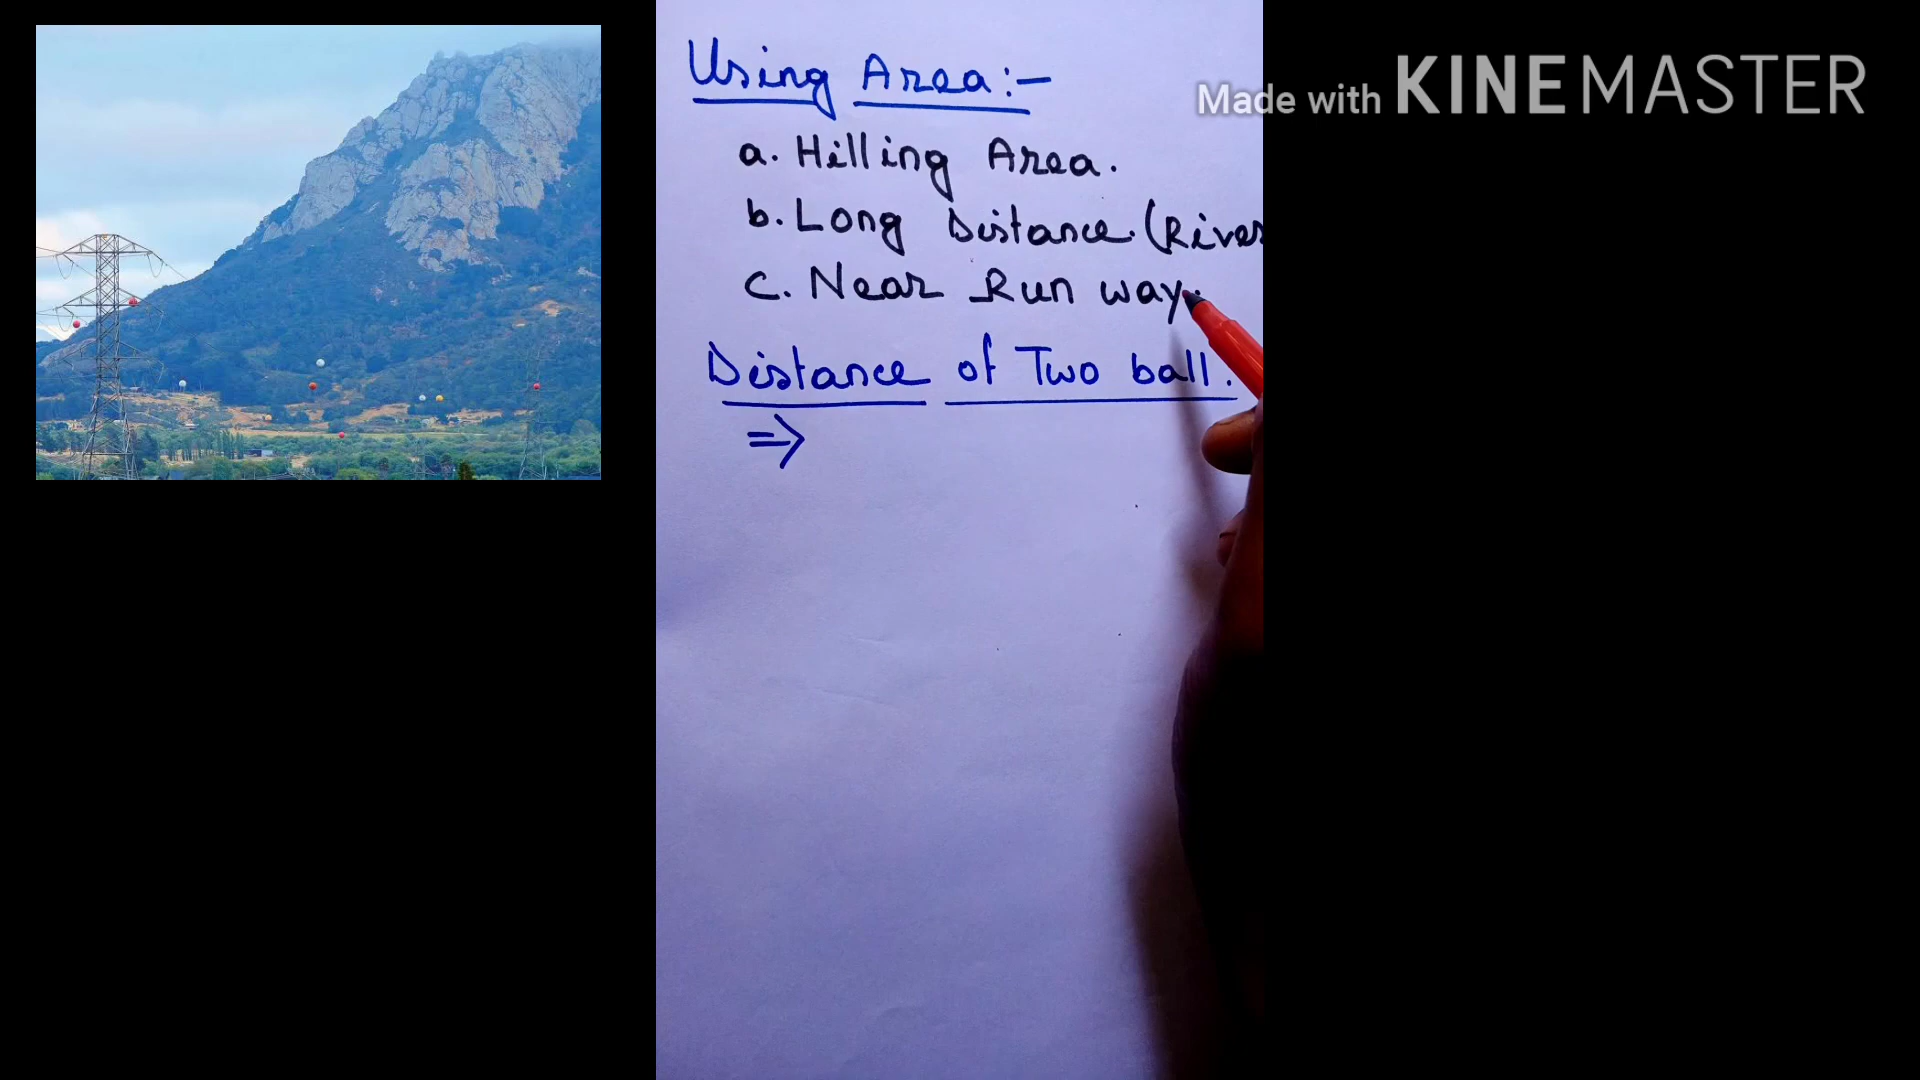 Using Area:-
a. Hilling Area.
b. Long Distance. (River
c. Near Run way.
Distance of Two ball.
=>
Made with KINEMASTER